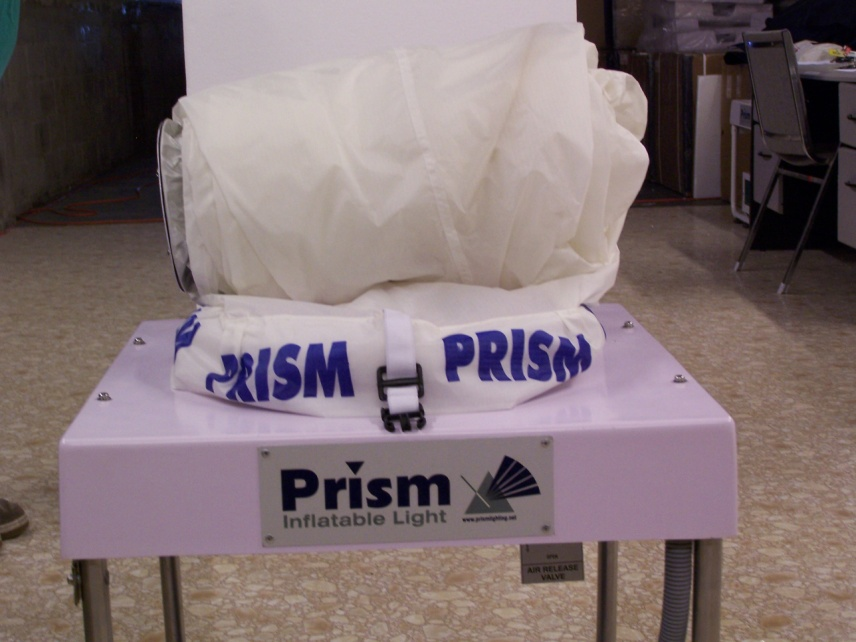 PRISM PRISM
Prism
Inflatable Light
www.prismlighting.net
AIR RELEASE
VALVE